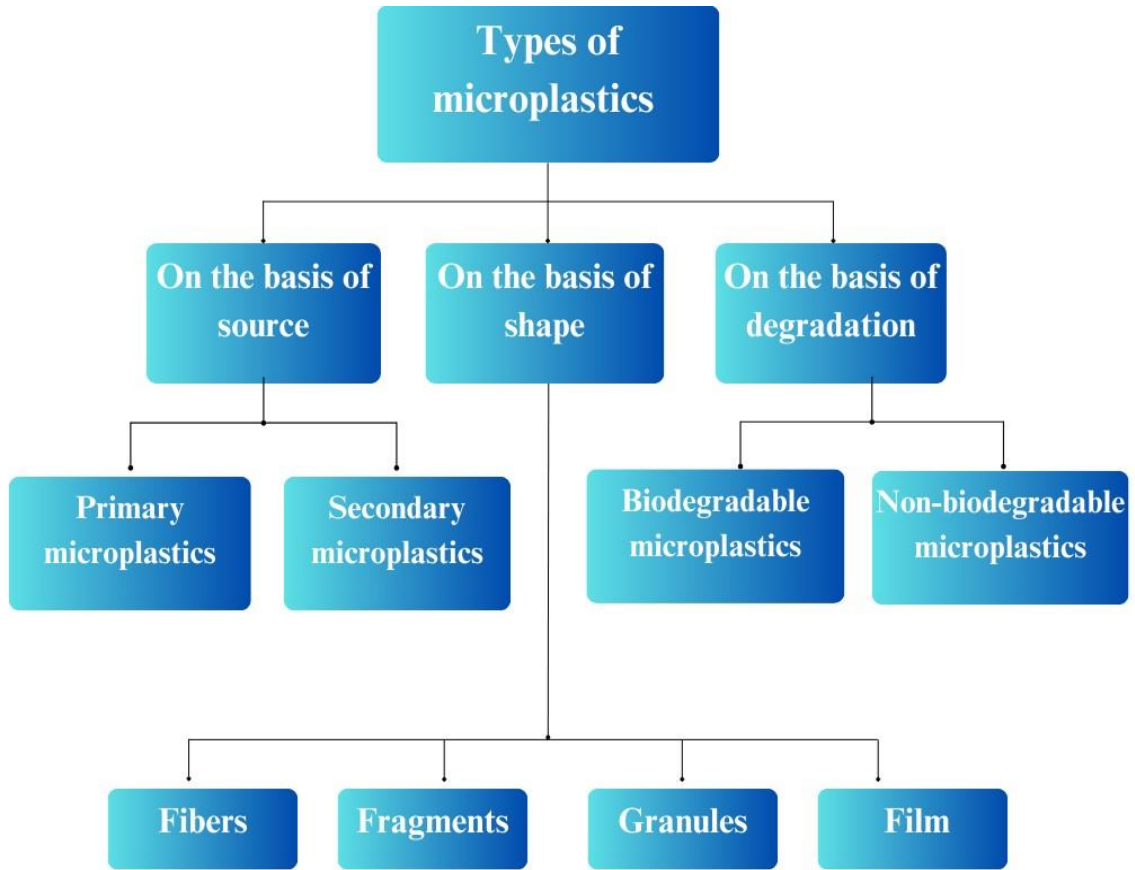 Types of
microplastics
On the basis of
source
On the basis of
shape
On the basis of
degradation
Primary
microplastics
Secondary
microplastics
Biodegradable
microplastics
Non-biodegradable
microplastics
Fibers
Fragments
Granules
Film